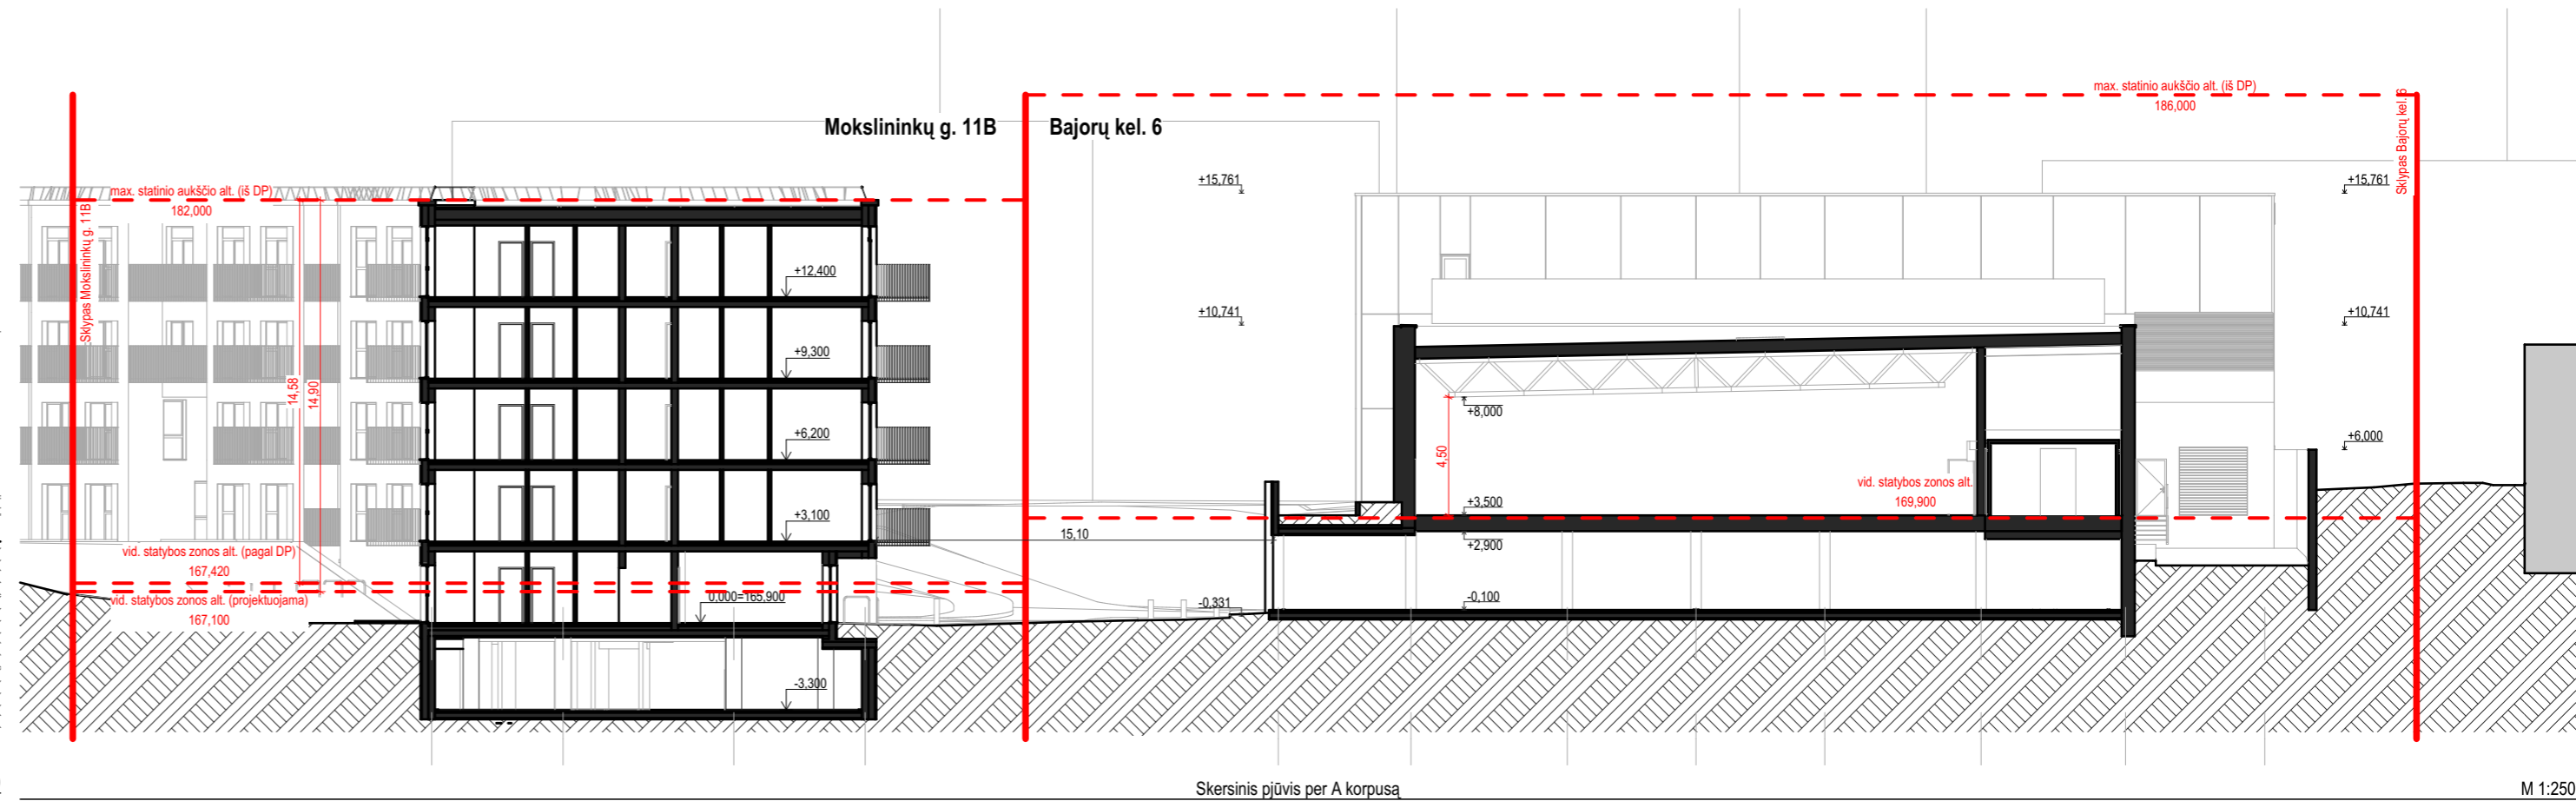 Mokslininkų g. 11B
Bajorų kel. 6
max. statinio aukščio alt. (iš DP)
186,000
Sklypas Bajorų kel. 6
max. statinio aukščio alt. (iš DP)
182,000
Sklypas Mokslininkų g. 11B
+15,761
+15,761
+12,400
+10,741
+10,741
+9,300
14,58
14,90
+8,000
+6,200
+6,000
4,50
vid. statybos zonos alt.
169,900
+3,500
+3,100
15,10
+2,900
vid. statybos zonos alt. (pagal DP)
167,420
vid. statybos zonos alt. (projektuojama)
167,100
0,000=165,900
-0,331
-0,100
-3,300
Skersinis pjūvis per A korpusą
M 1:250